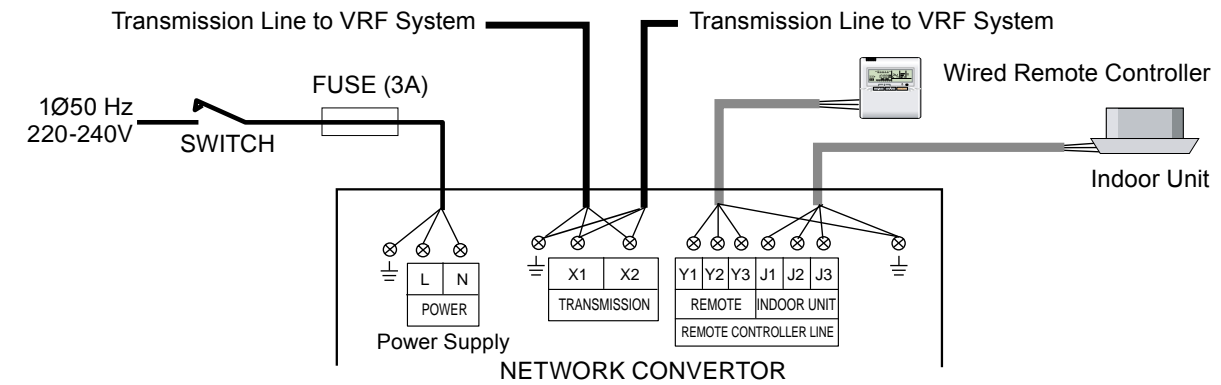 Transmission Line to VRF System
Transmission Line to VRF System
FUSE (3A)
Wired Remote Controller
1Ø50 Hz
220-240V
SWITCH
Indoor Unit
L N
POWER
Power Supply
X1 X2
TRANSMISSION
Y1 Y2 Y3 J1 J2 J3
REMOTE INDOOR UNIT
REMOTE CONTROLLER LINE
NETWORK CONVERTOR